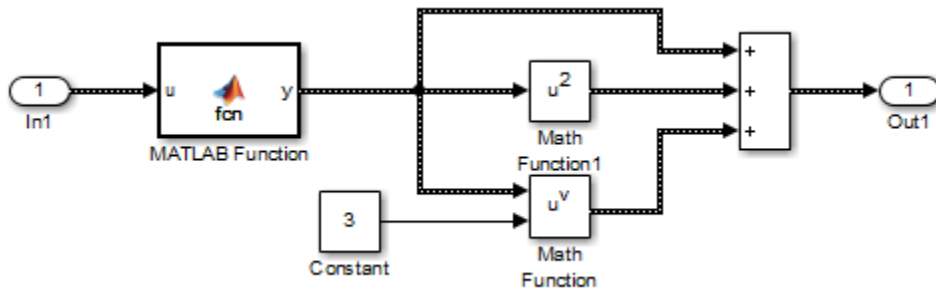 1
In1
u
fcn
y
MATLAB Function
u2
Math
Function1
3
Constant
uv
Math
Function
+
+
+
1
Out1